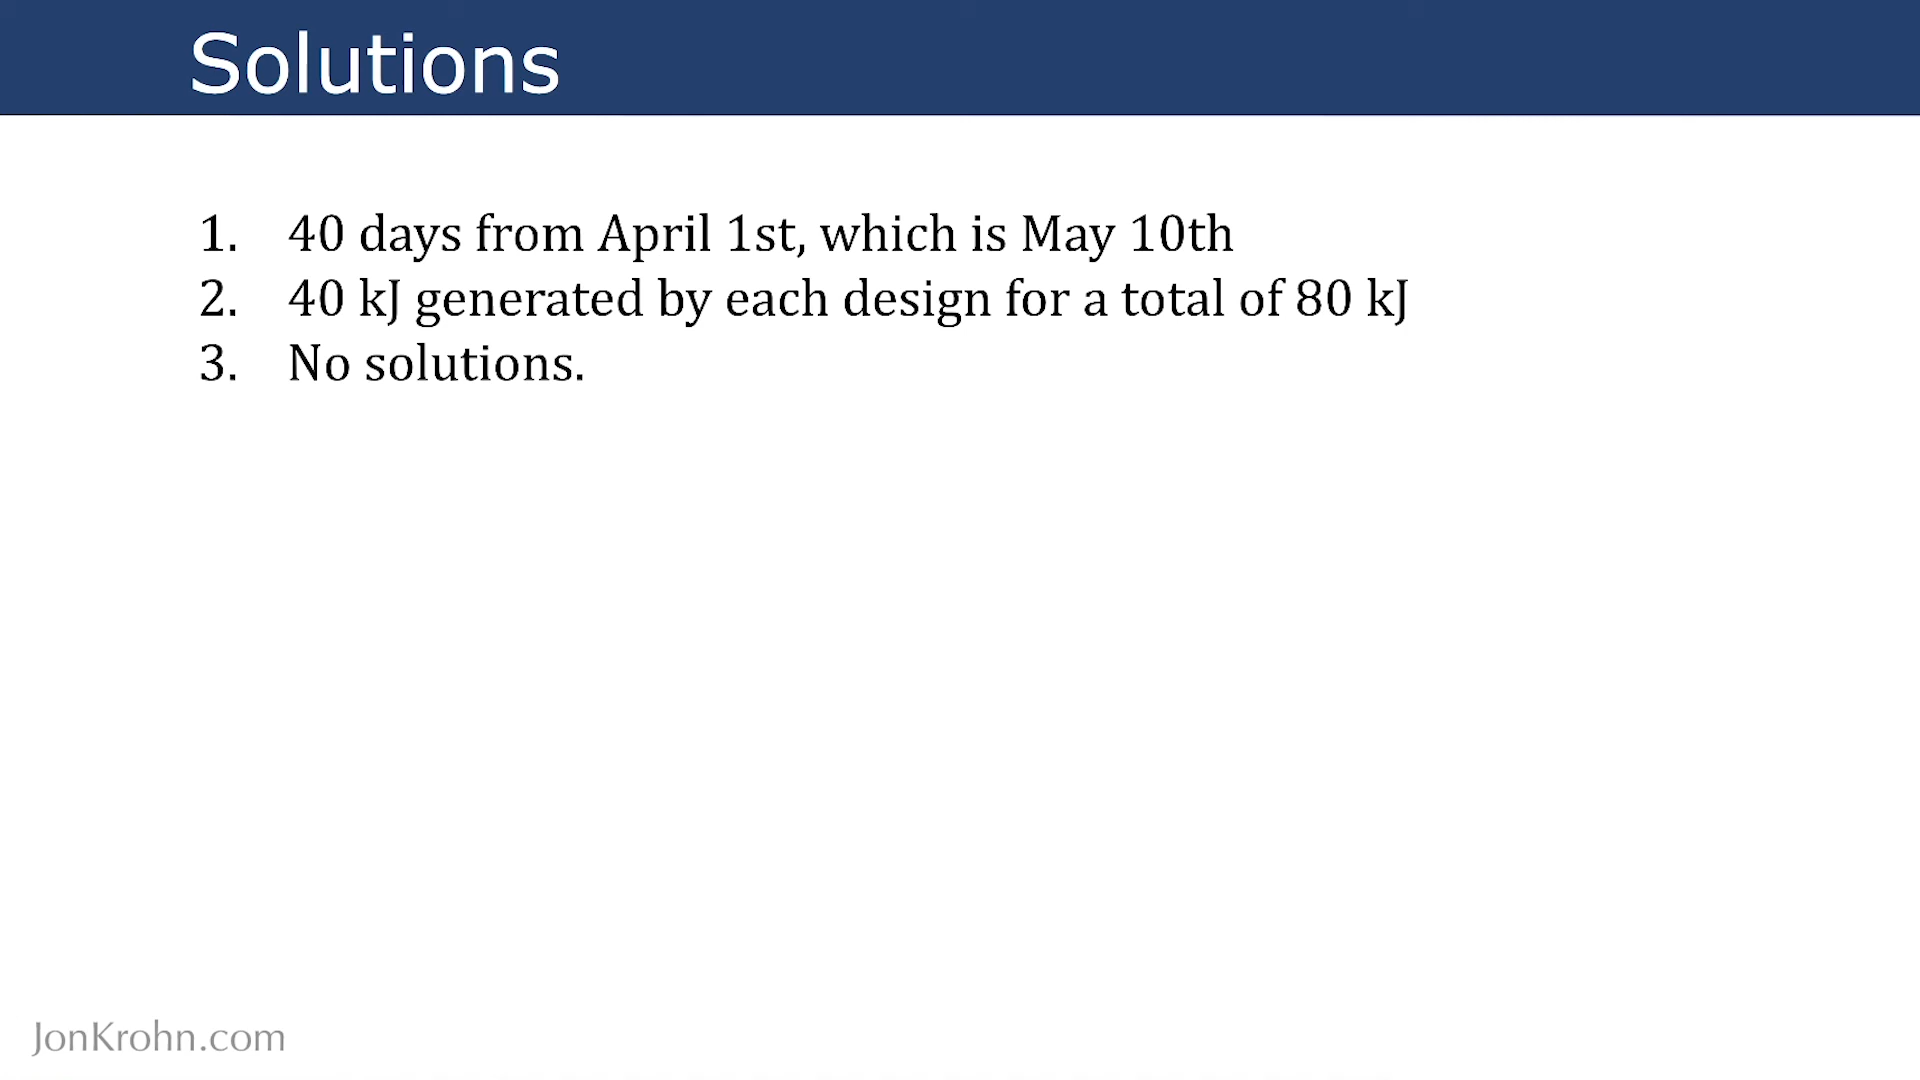 Solutions
1. 40 days from April 1st, which is May 10th
2. 40 kJ generated by each design for a total of 80 kJ
3. No solutions.
JonKrohn.com